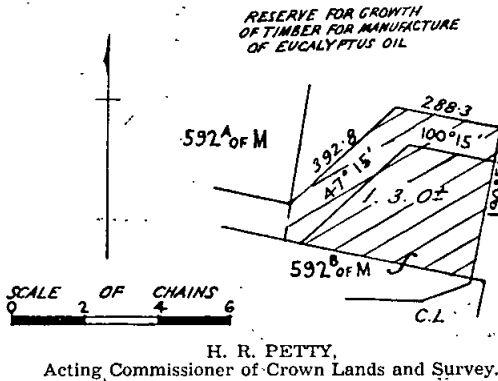 RESERVE FOR GROWTH
OF TIMBER FOR MANUFACTURE
OF EUCALYPTUS OIL
288.3
100°15'
592ᴬ OF M
392.8
47° 15'
1. 3. 0±
592ᴮ OF M
C.L
SCALE OF CHAINS
0 2 4 6
H. R. PETTY,
Acting Commissioner of Crown Lands and Survey.